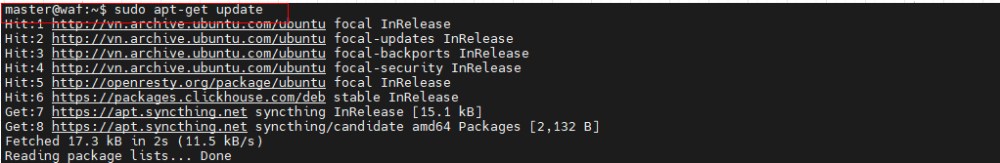 master@waf:~$ sudo apt-get update
Hit:1 http://vn.archive.ubuntu.com/ubuntu focal InRelease
Hit:2 http://vn.archive.ubuntu.com/ubuntu focal-updates InRelease
Hit:3 http://vn.archive.ubuntu.com/ubuntu focal-backports InRelease
Hit:4 http://vn.archive.ubuntu.com/ubuntu focal-security InRelease
Hit:5 http://openresty.org/package/ubuntu focal InRelease
Hit:6 https://packages.clickhouse.com/deb stable InRelease
Get:7 https://apt.syncthing.net syncthing InRelease [15.1 kB]
Get:8 https://apt.syncthing.net syncthing/candidate amd64 Packages [2,132 B]
Fetched 17.3 kB in 2s (11.5 kB/s)
Reading package lists... Done